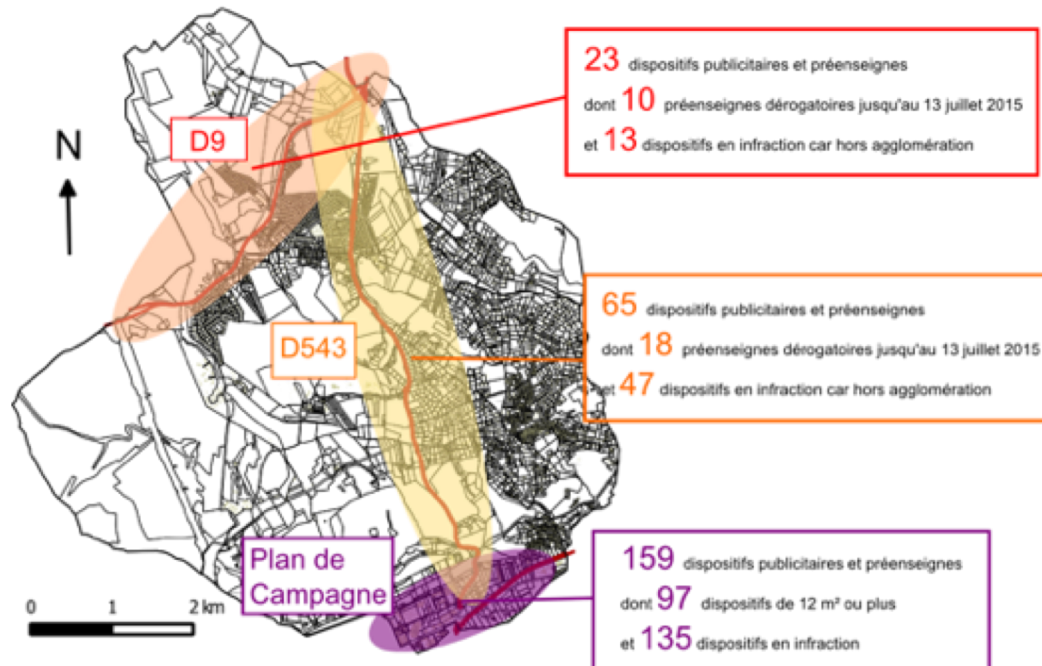 23 dispositifs publicitaires et préenseignes
dont 10 préenseignes dérogatoires jusqu'au 13 juillet 2015
et 13 dispositifs en infraction car hors agglomération
D9
N
65 dispositifs publicitaires et préenseignes
dont 18 préenseignes dérogatoires jusqu'au 13 juillet 2015
et 47 dispositifs en infraction car hors agglomération
D543
Plan de
Campagne
159 dispositifs publicitaires et préenseignes
dont 97 dispositifs de 12 m² ou plus
et 135 dispositifs en infraction
0 1 2 km